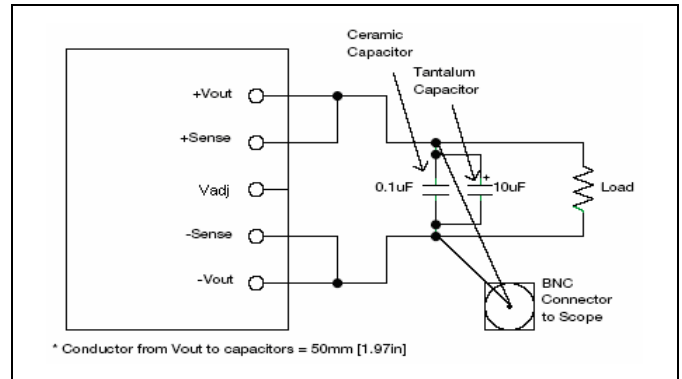 Ceramic
Capacitor
Tantalum
Capacitor
+Vout
+Sense
Vadj
-Sense
-Vout
0.1uF
+
10uF
Load
BNC
Connector
to Scope
* Conductor from Vout to capacitors = 50mm [1.97in]